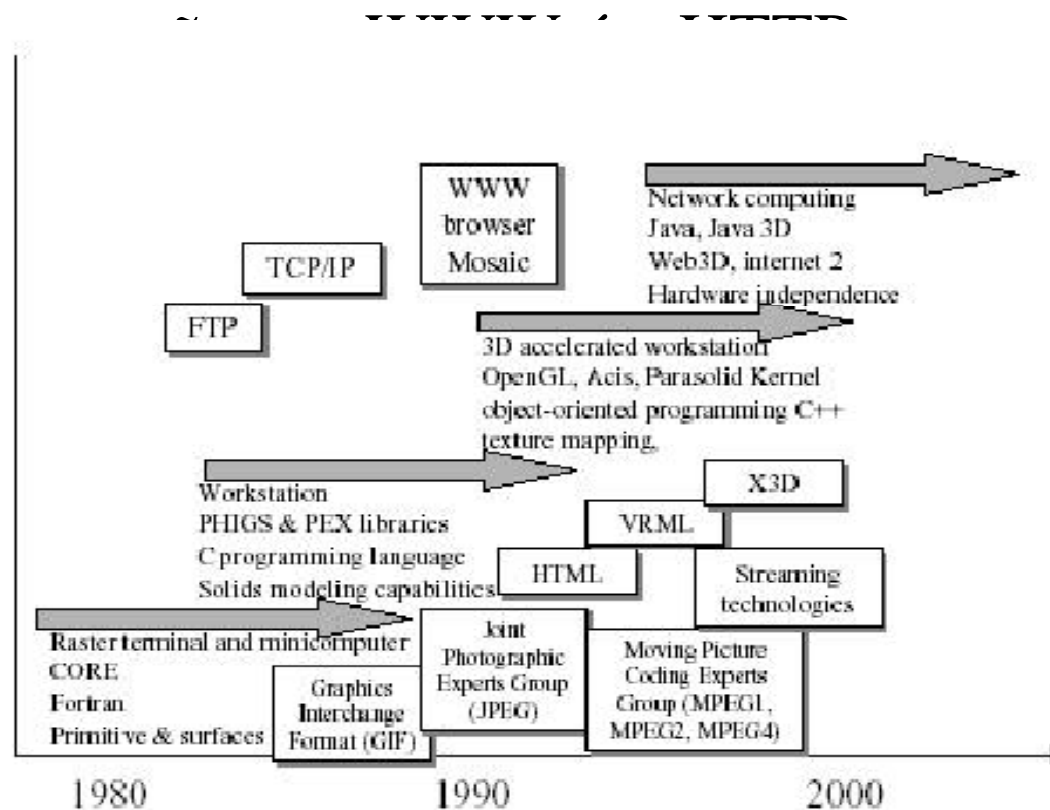 WWW
browser
Mosaic
TCP/IP
FTP
Network computing
Java, Java 3D
Web3D, internet 2
Hardware independence
3D accelerated workstation
OpenGL, Acis, Parasolid Kernel
object-oriented programming C++
texture mapping,
Workstation
PHIGS & PEX libraries
C programming language
Solids modeling capabilities
X3D
VRML
HTML
Streaming
technologies
Raster terminal and minicomputer
CORE
Fortran
Primitive & surfaces
Graphics
Interchange
Format (GIF)
Joint
Photographic
Experts Group
(JPEG)
Moving Picture
Coding Experts
Group (MPEG1,
MPEG2, MPEG4)
1980
1990
2000